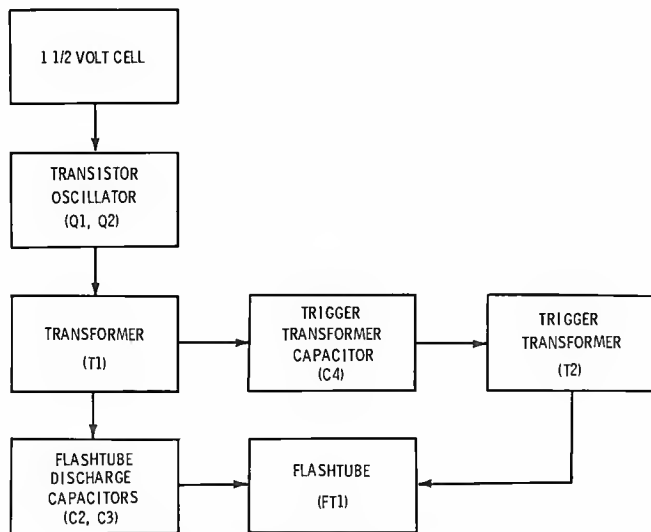 1 1/2 VOLT CELL
TRANSISTOR
OSCILLATOR
(Q1, Q2)
TRANSFORMER
(T1)
TRIGGER
TRANSFORMER
CAPACITOR
(C4)
TRIGGER
TRANSFORMER
(T2)
FLASHTUBE
DISCHARGE
CAPACITORS
(C2, C3)
FLASHTUBE
(FT1)